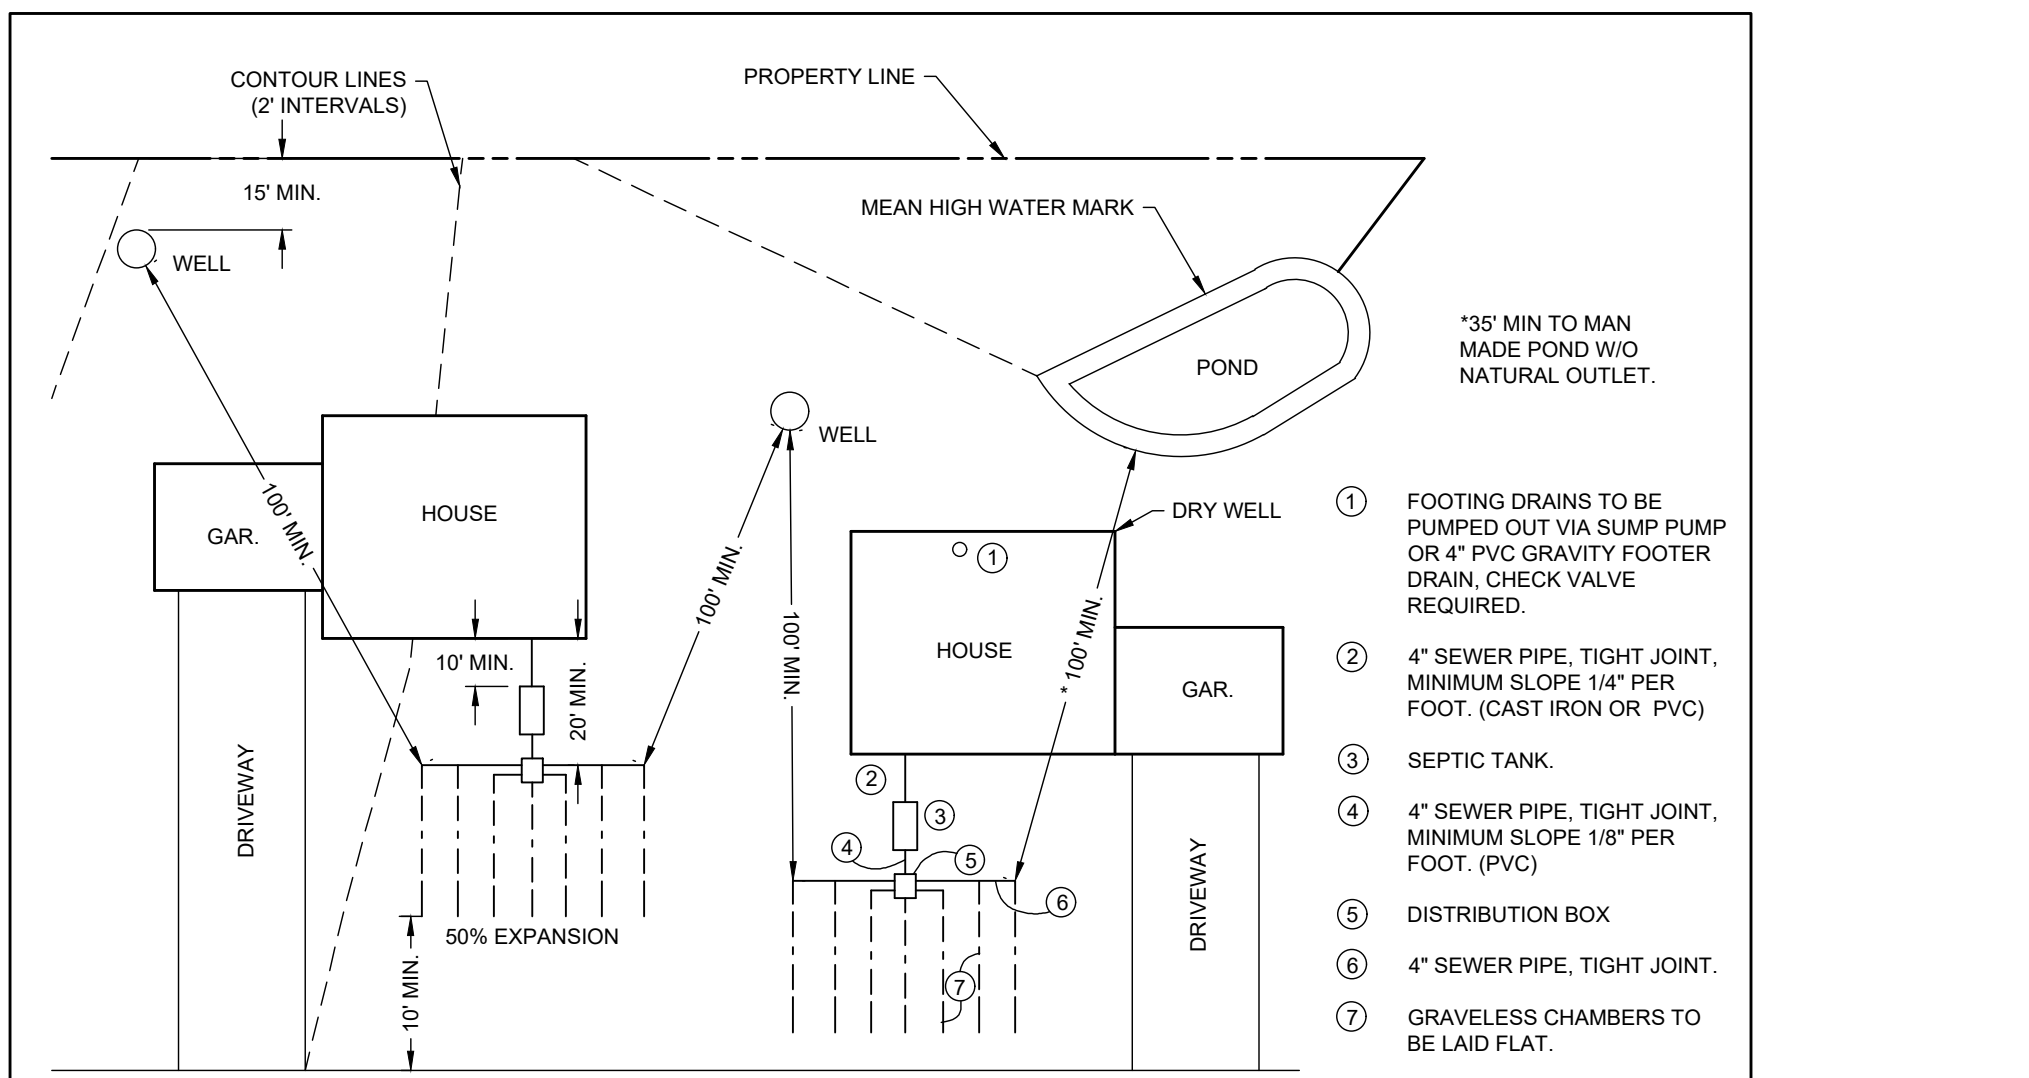 CONTOUR LINES
(2' INTERVALS)
PROPERTY LINE
15' MIN.
MEAN HIGH WATER MARK
WELL
*35' MIN TO MAN
MADE POND W/O
NATURAL OUTLET.
POND
WELL
HOUSE
GAR.
100' MIN.
DRY WELL
1
HOUSE
GAR.
100' MIN.
100' MIN.
* 100' MIN.
10' MIN.
20' MIN.
DRIVEWAY
2
3
4
5
6
7
50% EXPANSION
10' MIN.
DRIVEWAY
1 FOOTING DRAINS TO BE
PUMPED OUT VIA SUMP PUMP
OR 4" PVC GRAVITY FOOTER
DRAIN, CHECK VALVE
REQUIRED.
2 4" SEWER PIPE, TIGHT JOINT,
MINIMUM SLOPE 1/4" PER
FOOT. (CAST IRON OR PVC)
3 SEPTIC TANK.
4 4" SEWER PIPE, TIGHT JOINT,
MINIMUM SLOPE 1/8" PER
FOOT. (PVC)
5 DISTRIBUTION BOX
6 4" SEWER PIPE, TIGHT JOINT.
7 GRAVELESS CHAMBERS TO
BE LAID FLAT.